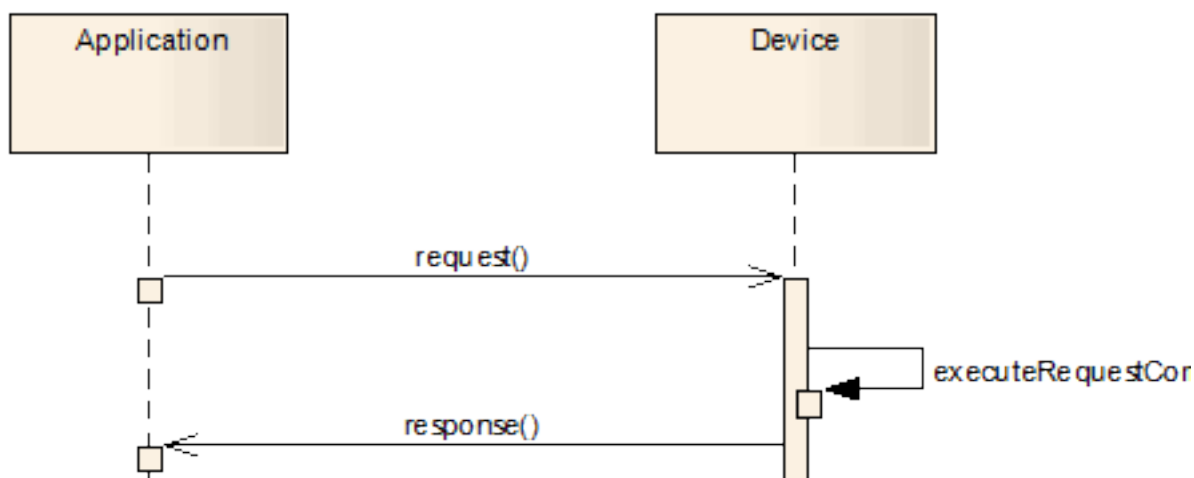 Application
Device
request()
executeRequestCor
response()